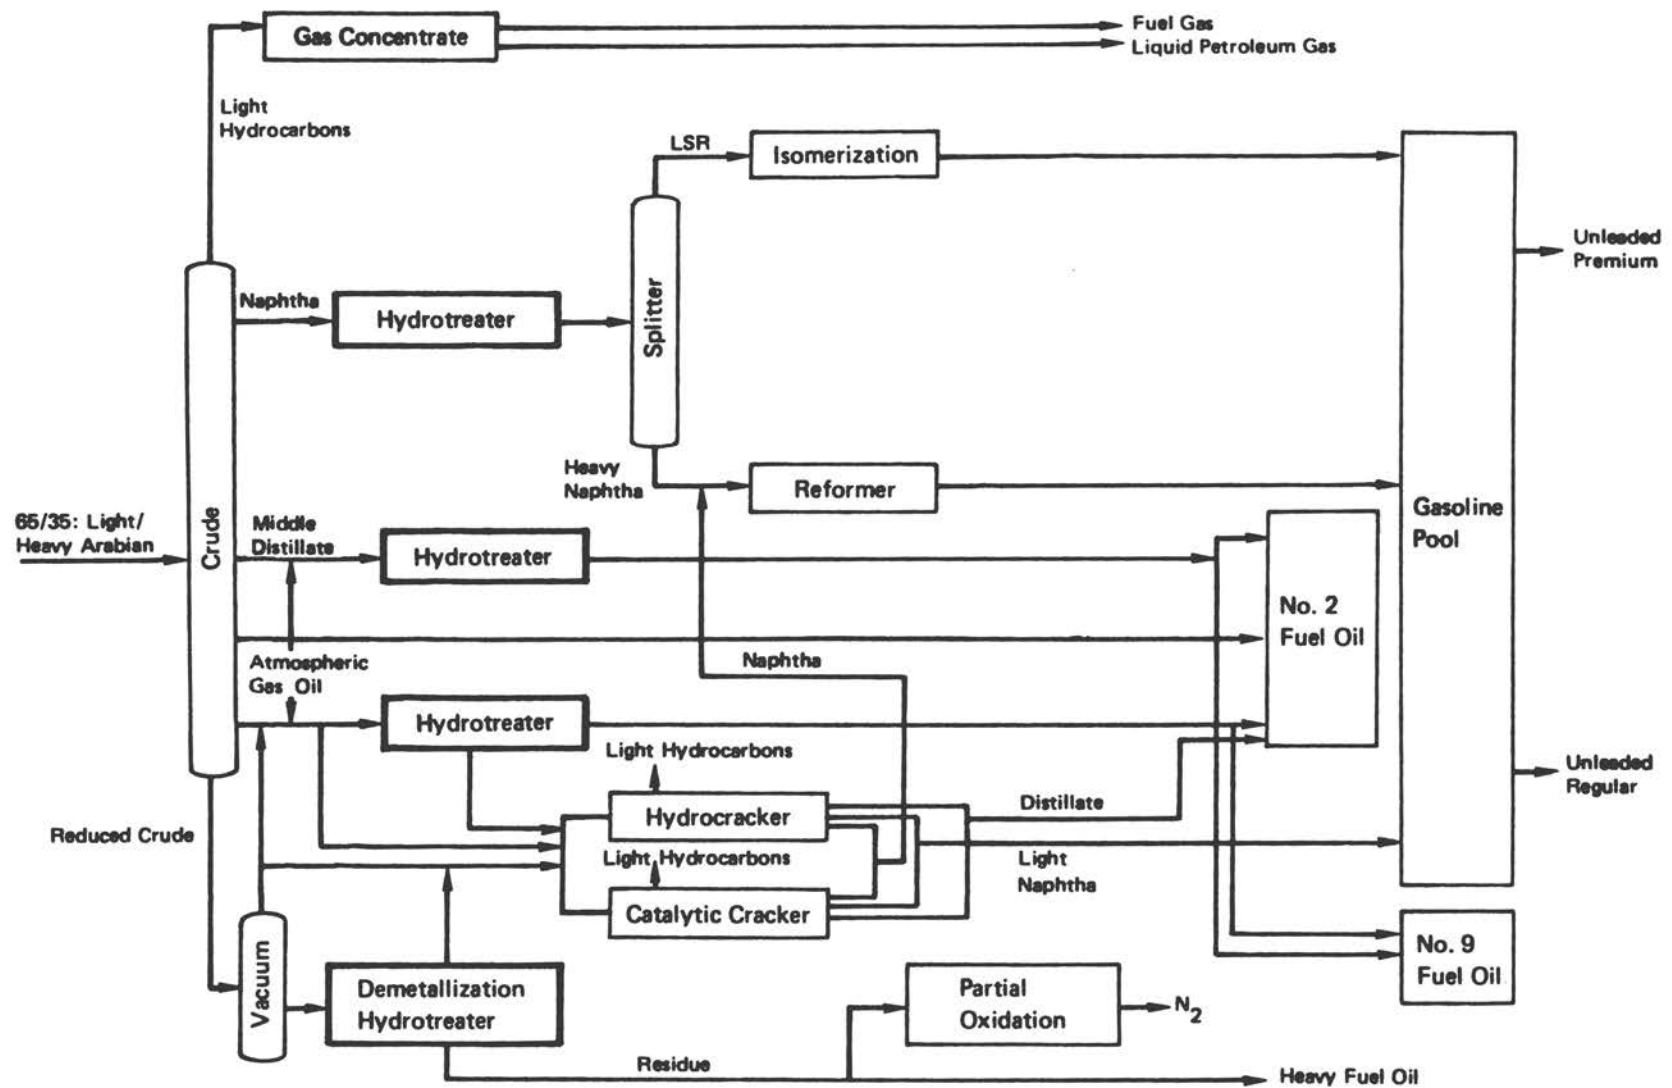 Gas Concentrate
Fuel Gas
Liquid Petroleum Gas
Light
Hydrocarbons
LSR
Isomerization
Unleaded
Premium
Naphtha
Hydrotreater
Splitter
Heavy
Naphtha
Reformer
Gasoline
Pool
65/35: Light/
Heavy Arabian
Crude
Middle
Distillate
Hydrotreater
No. 2
Fuel Oil
Atmospheric
Gas Oil
Naphtha
Hydrotreater
Light Hydrocarbons
Unleaded
Regular
Hydrocracker
Distillate
Reduced Crude
Light Hydrocarbons
Light
Naphtha
Catalytic Cracker
No. 9
Fuel Oil
Vacuum
Demetallization
Hydrotreater
Partial
Oxidation
N2
Residue
Heavy Fuel Oil